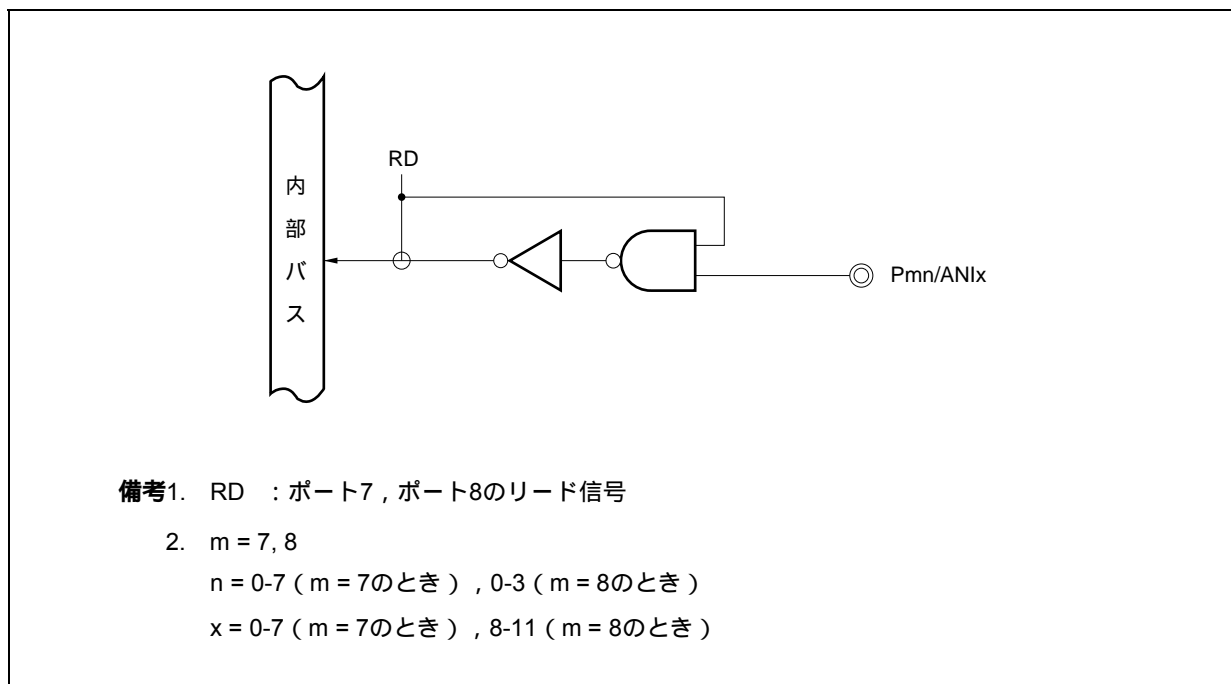 RD
内部バス
Pmn/ANIx
備考1. RD :ポート7,ポート8のリード信号
2. m = 7, 8
n = 0-7(m = 7のとき),0-3(m = 8のとき)
x = 0-7(m = 7のとき),8-11(m = 8のとき)